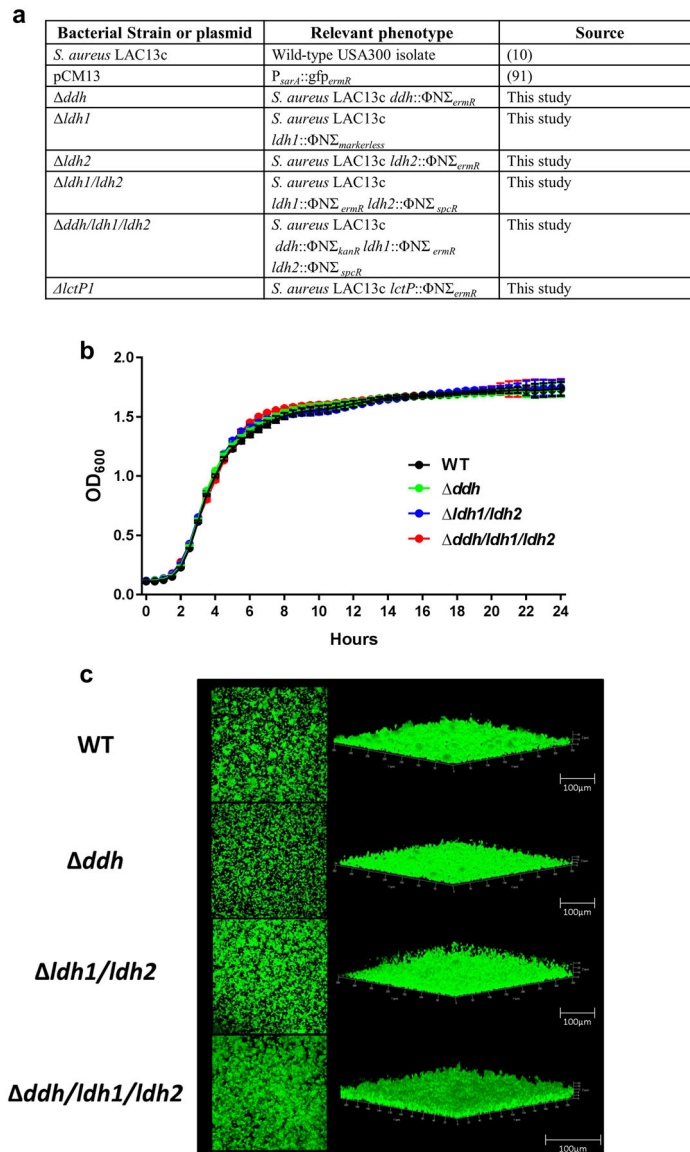 a
Bacterial Strain or plasmid Relevant phenotype Source
S. aureus LAC13c Wild-type USA300 isolate (10)
pCM13 PsarA::gfpermR (91)
Δddh S. aureus LAC13c ddh::ΦNΣermR This study
Δldh1 S. aureus LAC13c This study
ldh1::ΦNΣmarkerless
Δldh2 S. aureus LAC13c ldh2::ΦNΣermR This study
Δldh1/ldh2 S. aureus LAC13c This study
ldh1::ΦNΣermR ldh2::ΦNΣspcR
Δddh/ldh1/ldh2 S. aureus LAC13c This study
ddh::ΦNΣkanR ldh1::ΦNΣermR
ldh2::ΦNΣspcR
ΔlctP1 S. aureus LAC13c lctP::ΦNΣermR This study
b
2.0
1.5
1.0
0.5
0.0
OD600
WT
Δddh
Δldh1/ldh2
Δddh/ldh1/ldh2
0 2 4 6 8 10 12 14 16 18 20 22 24
Hours
c
WT
100μm
Δddh
100μm
Δldh1/ldh2
100μm
Δddh/ldh1/ldh2
100μm